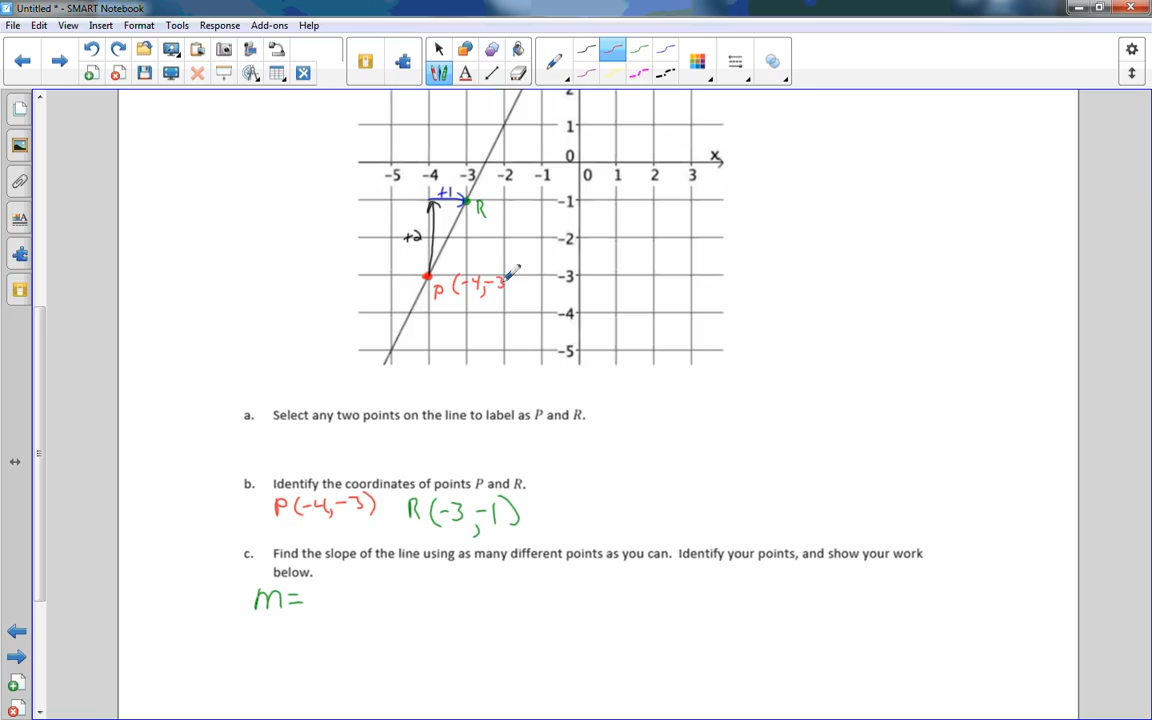 Untitled * - SMART Notebook
File Edit View Insert Format Tools Response Add-ons Help
2
1
0
x
-5 -4 -3 -2 -1 0 1 2 3
+1
-1
R
+2
-2
-3
P (-4,-3
-4
-5
a. Select any two points on the line to label as P and R.
b. Identify the coordinates of points P and R.
P(-4,-3) R(-3,-1)
c. Find the slope of the line using as many different points as you can. Identify your points, and show your work
below.
m=